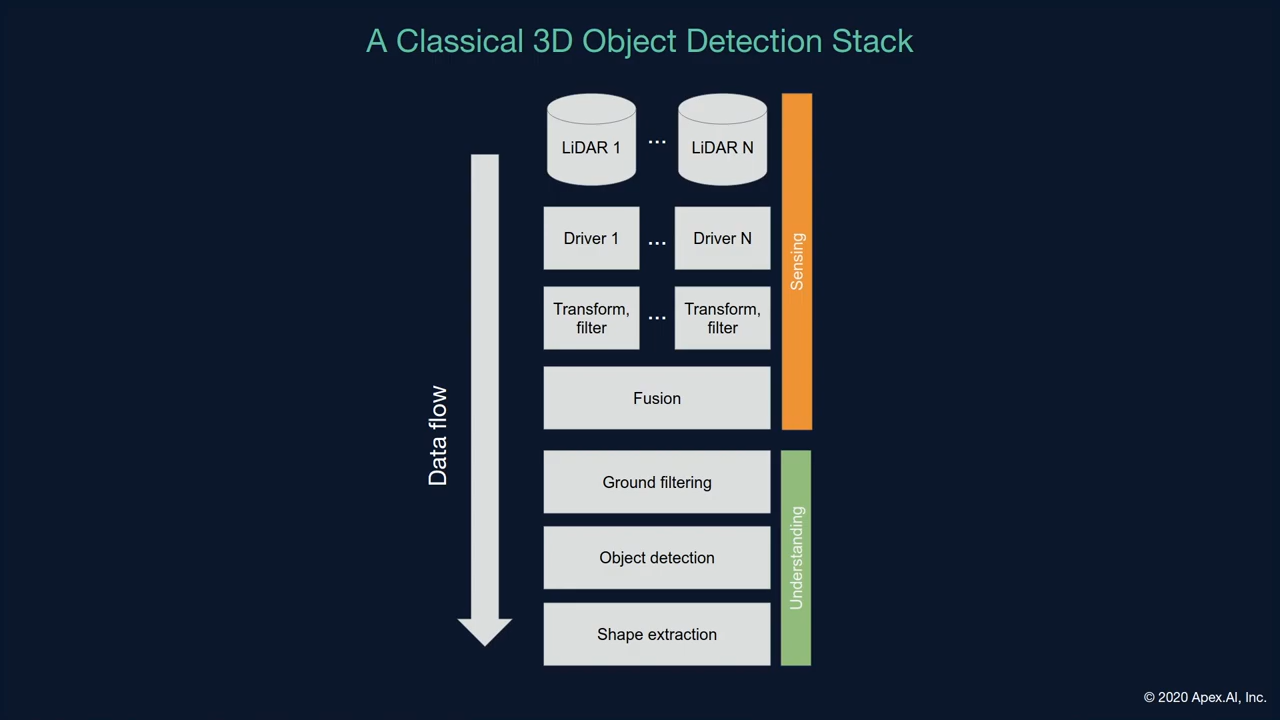 A Classical 3D Object Detection Stack
LiDAR 1
...
LiDAR N
Driver 1
...
Driver N
Transform,
filter
...
Transform,
filter
Fusion
Ground filtering
Object detection
Shape extraction
Data flow
Sensing
Understanding
© 2020 Apex.AI, Inc.